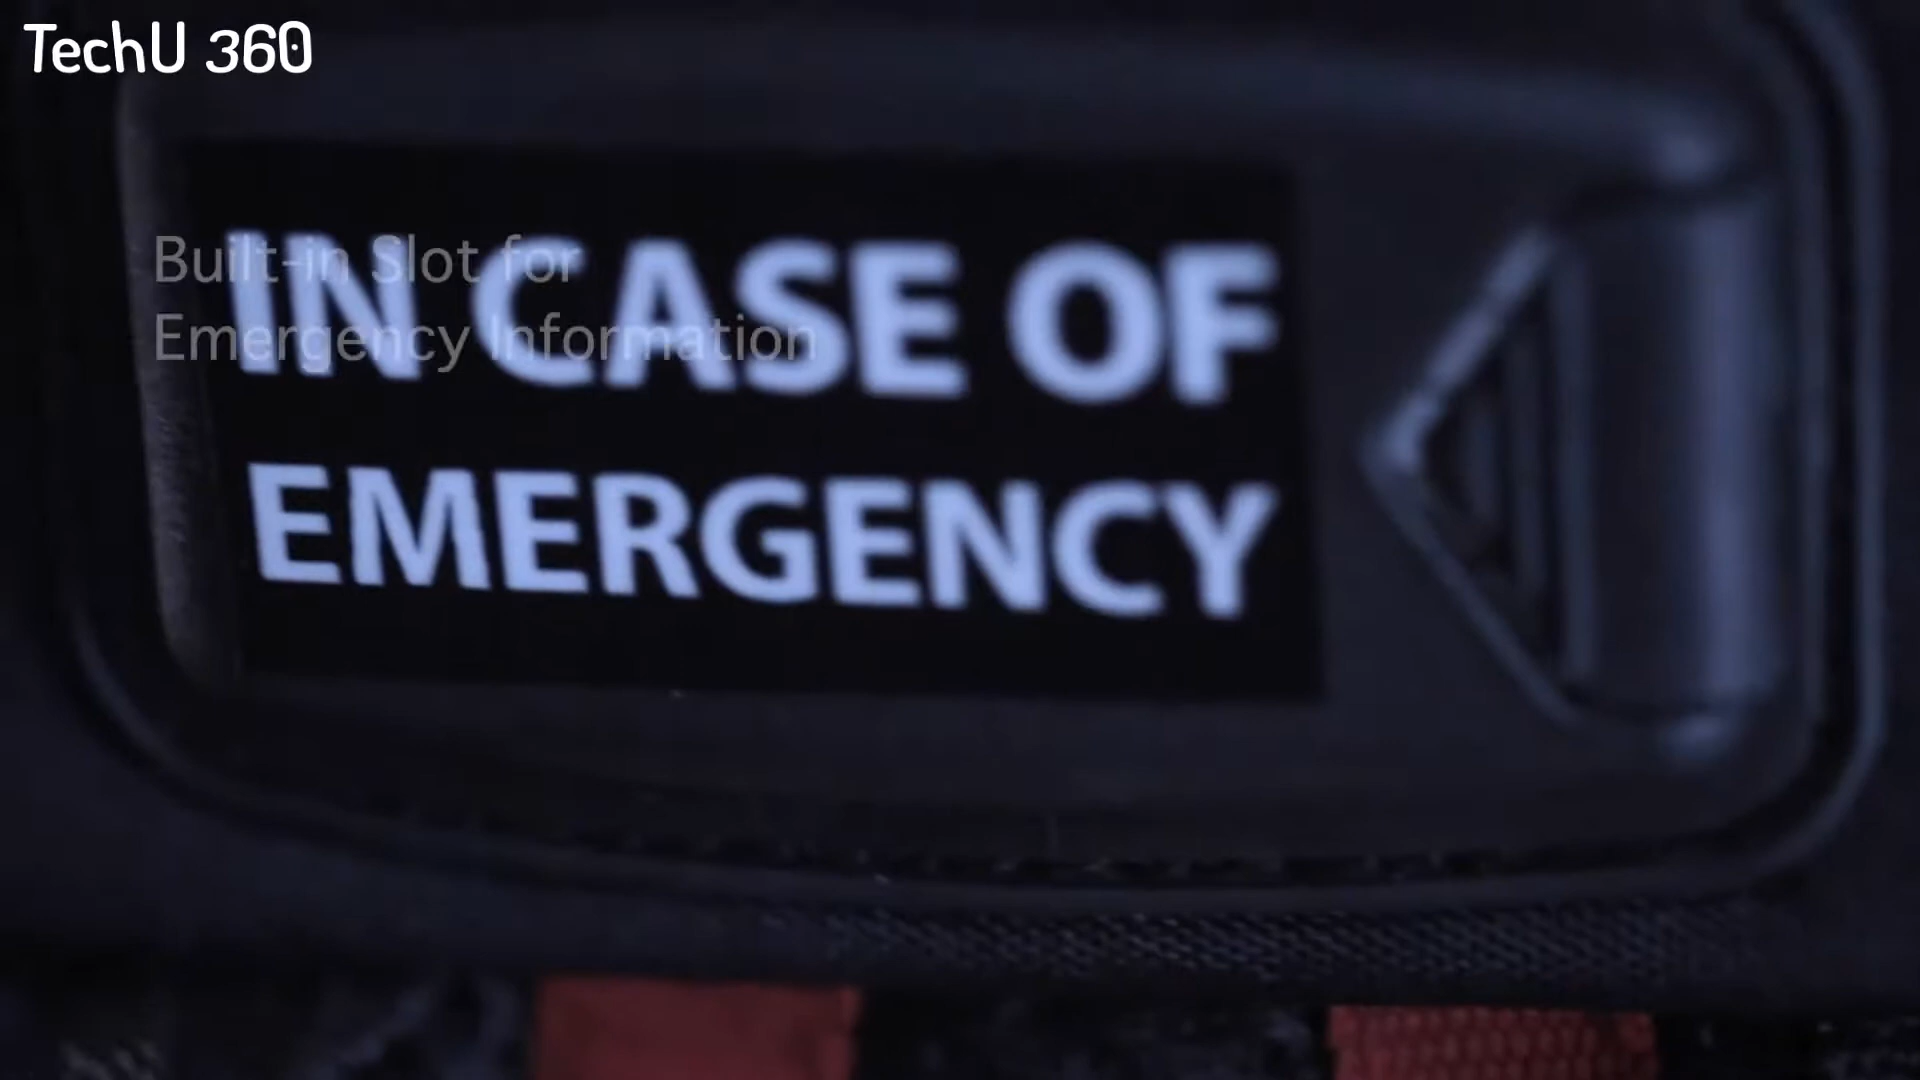 TechU 360
Built-in Slot for
Emergency Information
IN CASE OF
EMERGENCY